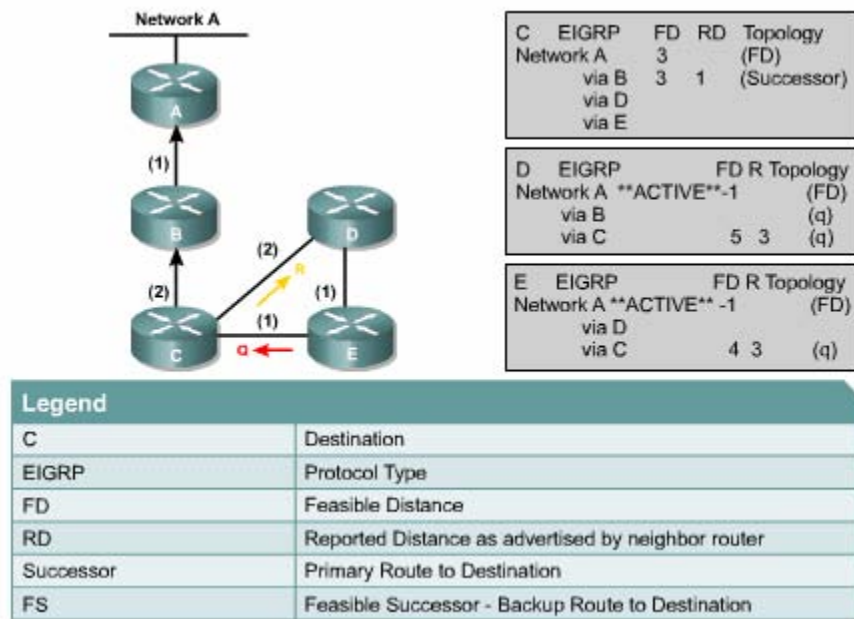 Network A
A
(1)
B
D
(2)
(2)
R
(1)
(1)
C
Q
E
C EIGRP FD RD Topology
Network A 3 (FD)
via B 3 1 (Successor)
via D
via E
D EIGRP FD R Topology
Network A **ACTIVE**-1 (FD)
via B (q)
via C 5 3 (q)
E EIGRP FD R Topology
Network A **ACTIVE** -1 (FD)
via D
via C 4 3 (q)
Legend
C Destination
EIGRP Protocol Type
FD Feasible Distance
RD Reported Distance as advertised by neighbor router
Successor Primary Route to Destination
FS Feasible Successor - Backup Route to Destination